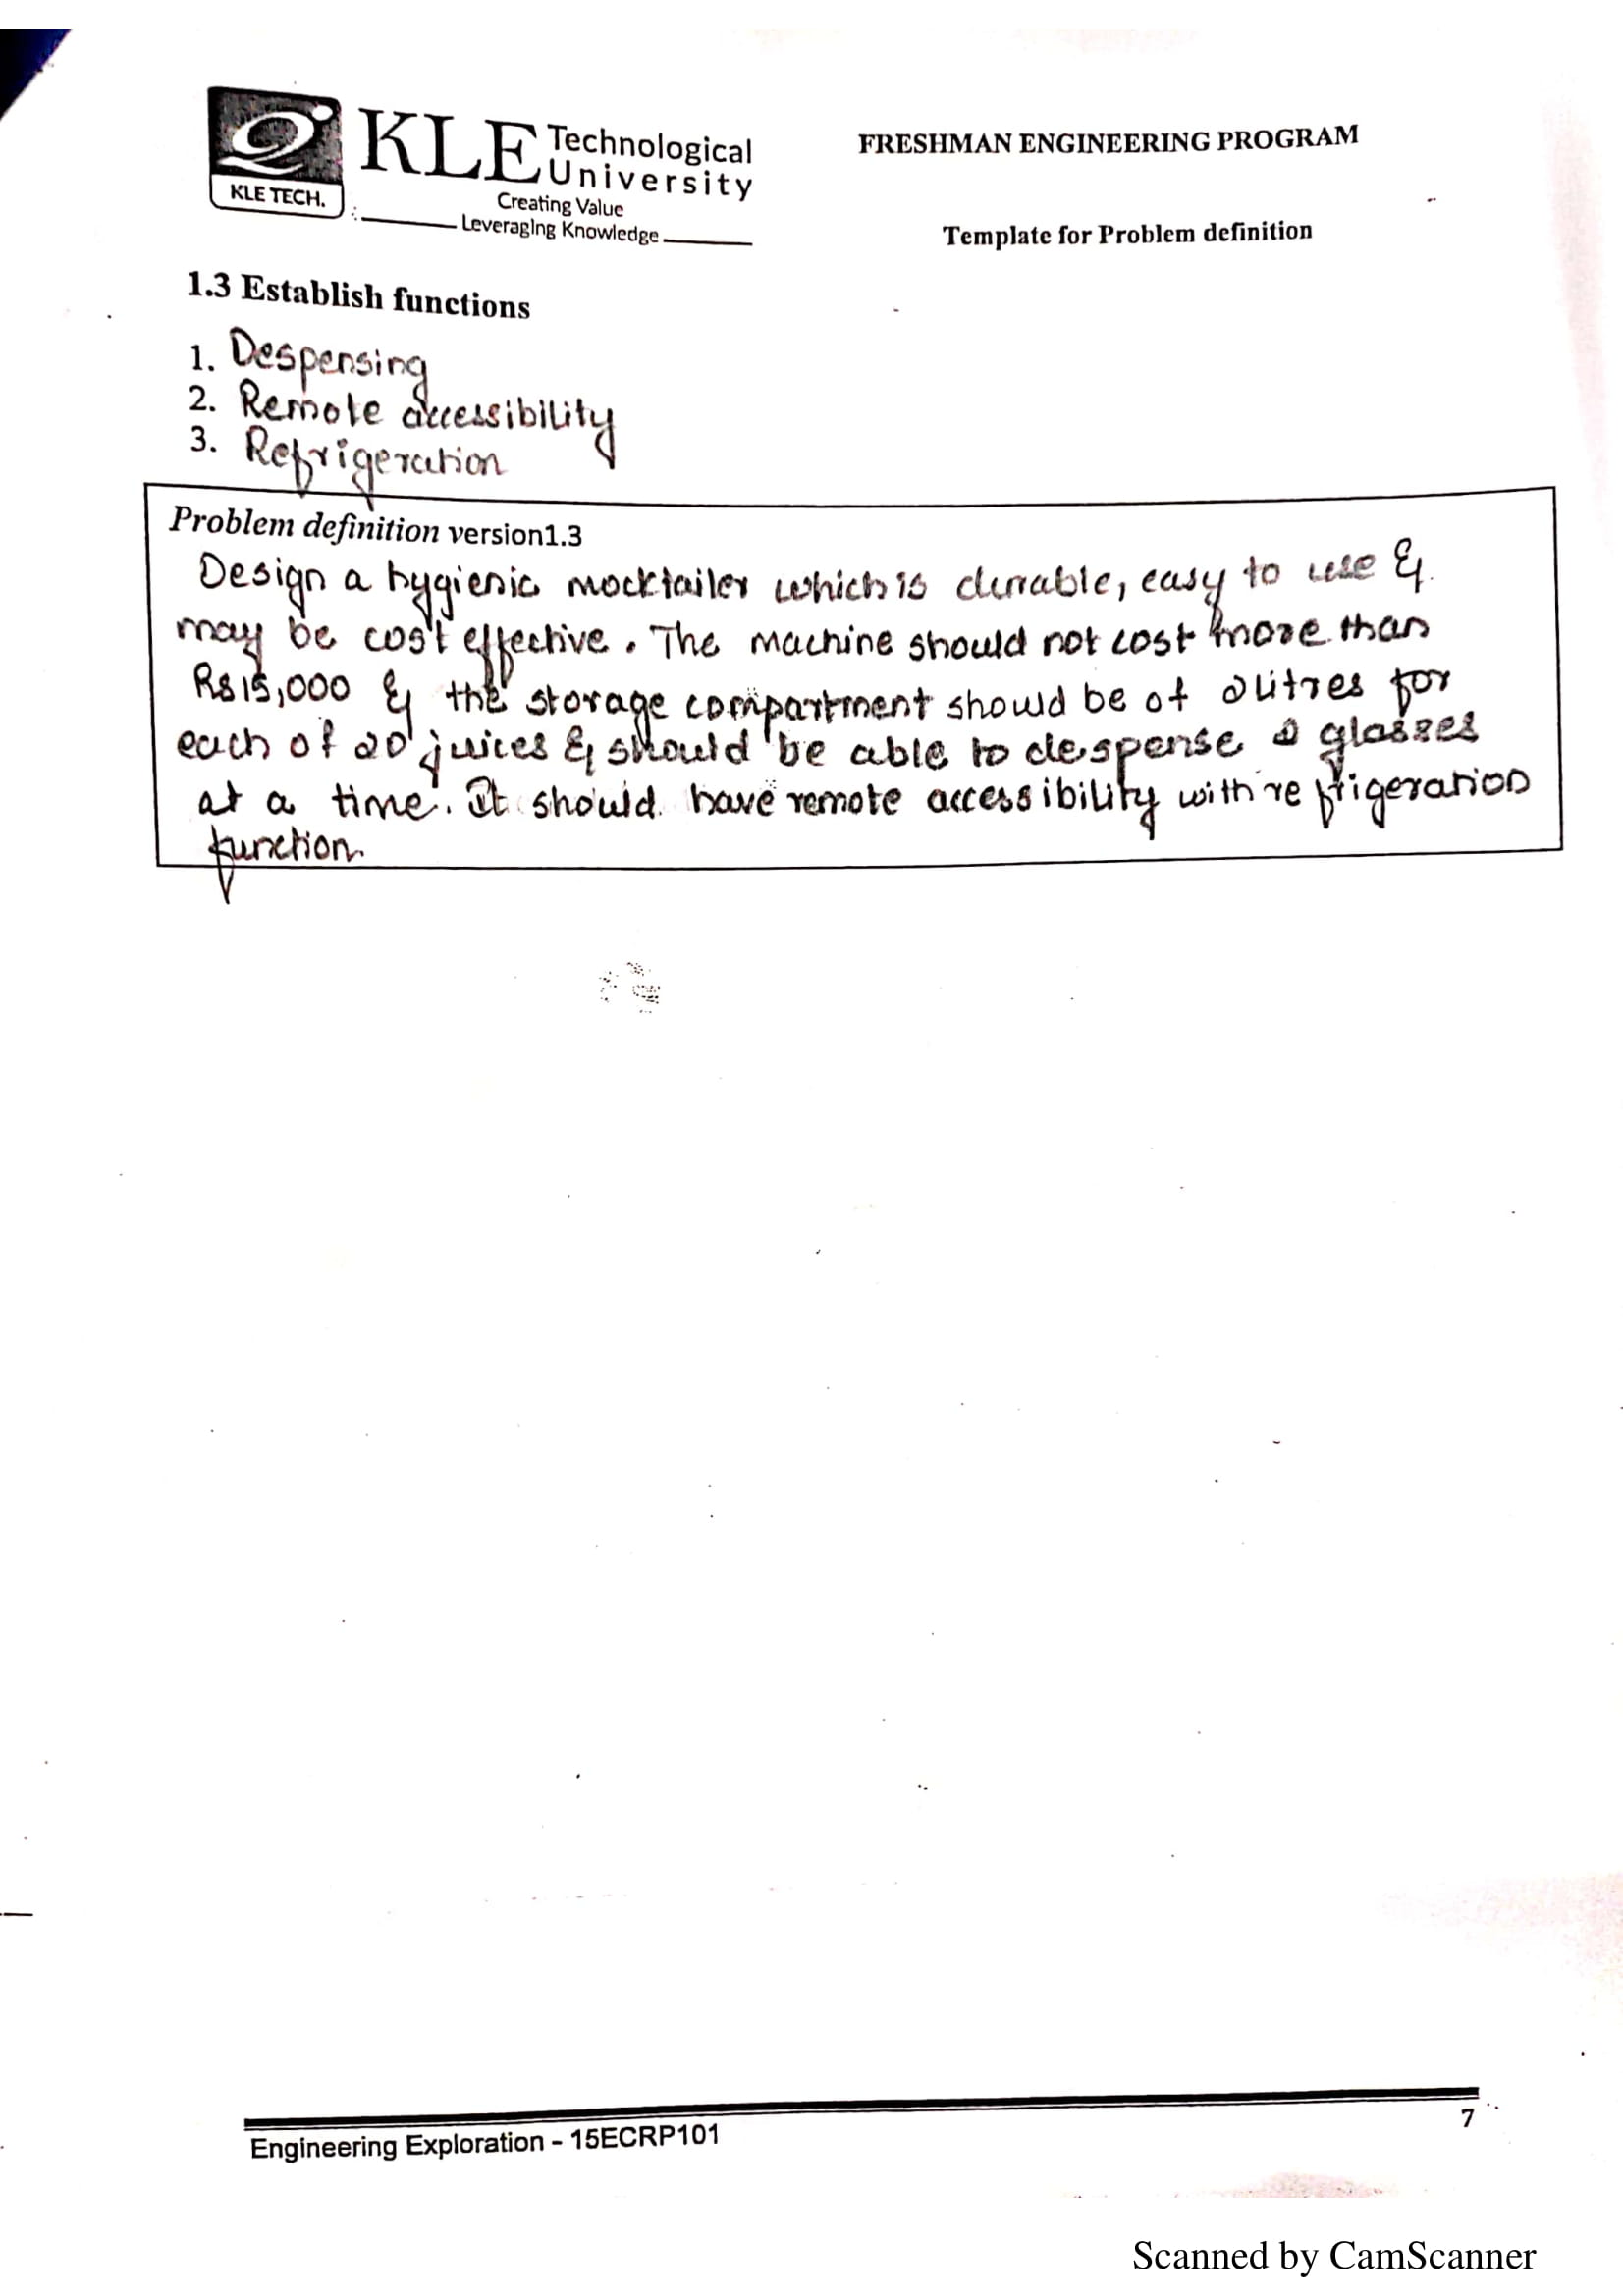 KLE Technological University
KLE TECH.
Creating Value
Leveraging Knowledge
FRESHMAN ENGINEERING PROGRAM
Template for Problem definition
1.3 Establish functions
1. Despensing
2. Remote accessibility
3. Refrigeration
Problem definition version1.3
Design a hygienic mocktailer which is durable, easy to use &
may be cost effective. The machine should not cost more than
Rs 15,000 & the storage compartment should be of 2litres for
each of 20 juices & should be able to despense 2 glasses
at a time. It should have remote accessibility with refrigeration
function.
7
Engineering Exploration - 15ECRP101
Scanned by CamScanner